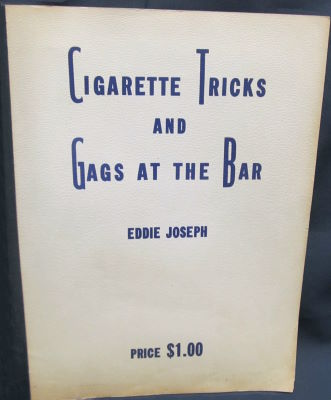 CIGARETTE TRICKS
AND
GAGS AT THE BAR
EDDIE JOSEPH
PRICE $1.00